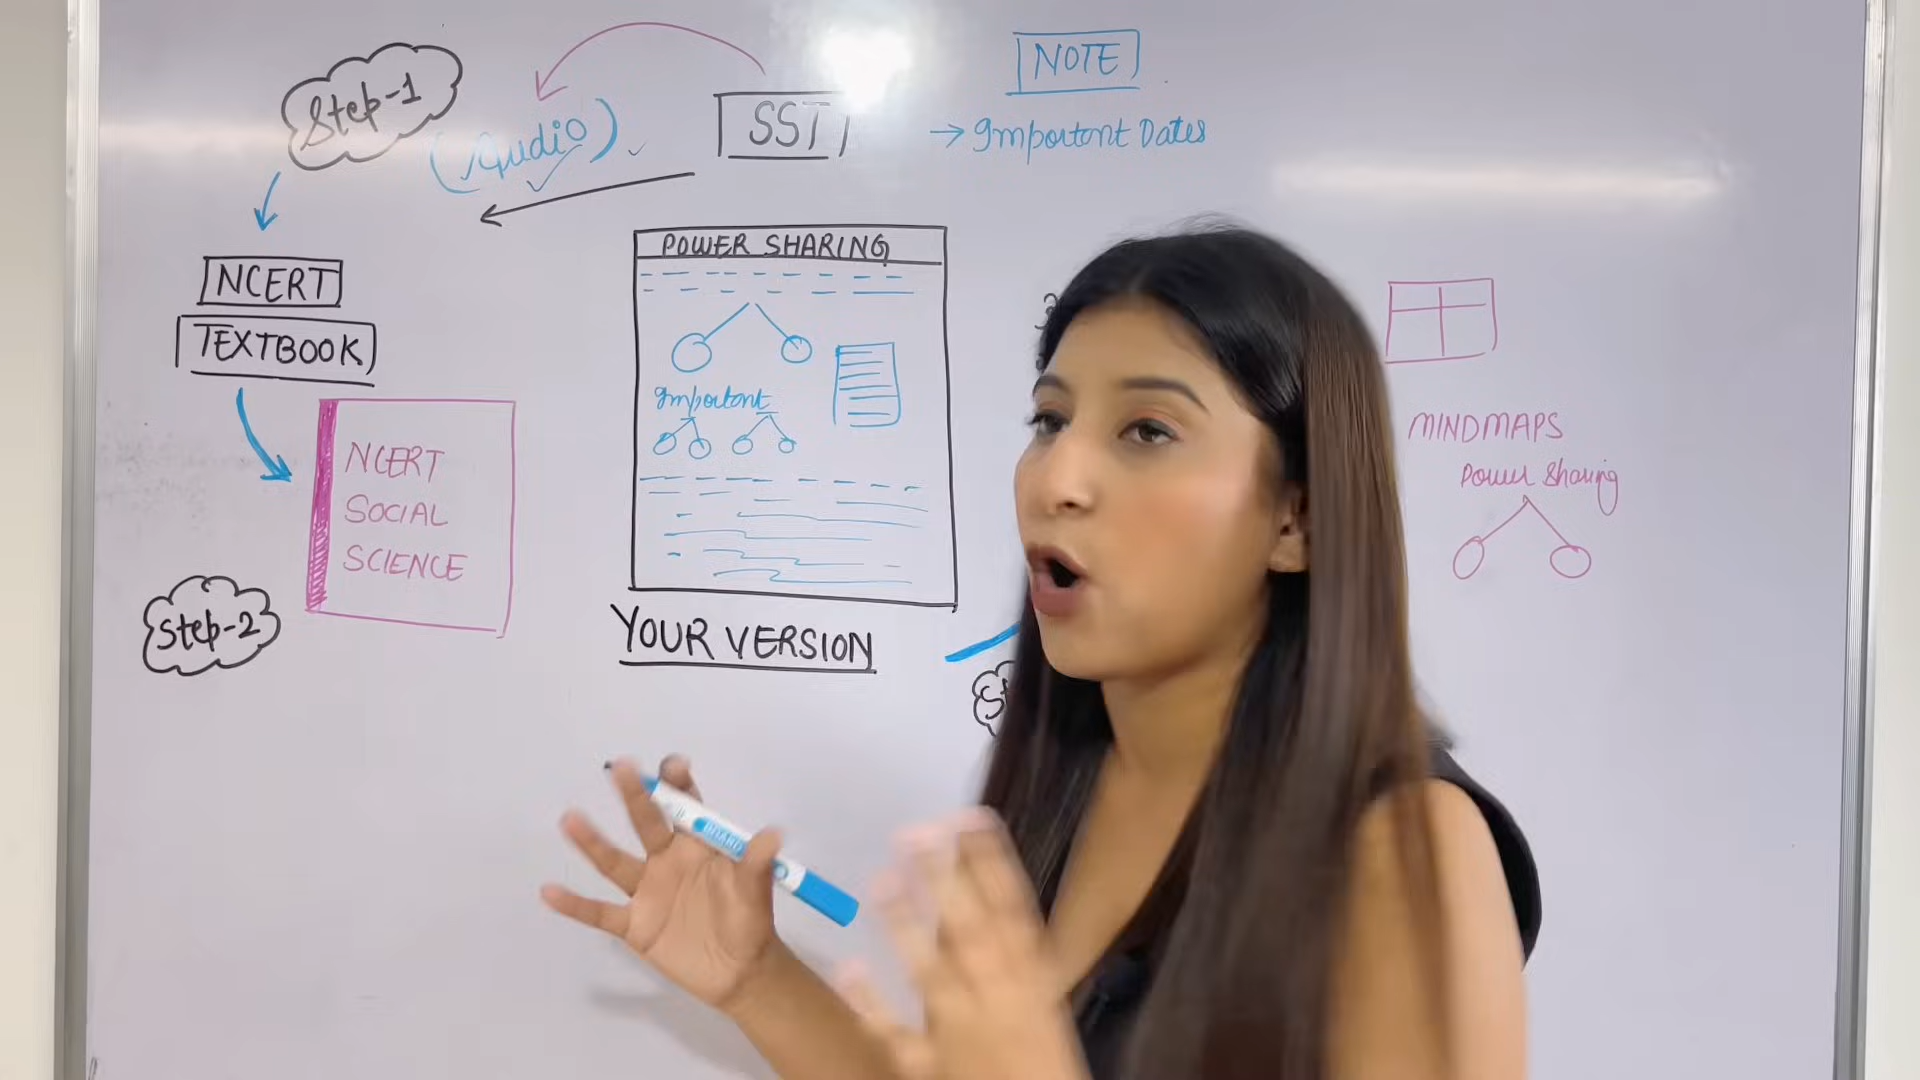 Step-1
(Audio)
SST
NOTE
→ Important Dates
NCERT
TEXTBOOK
NCERT
SOCIAL
SCIENCE
Step-2
POWER SHARING
Important
YOUR VERSION
MINDMAPS
Power Sharing